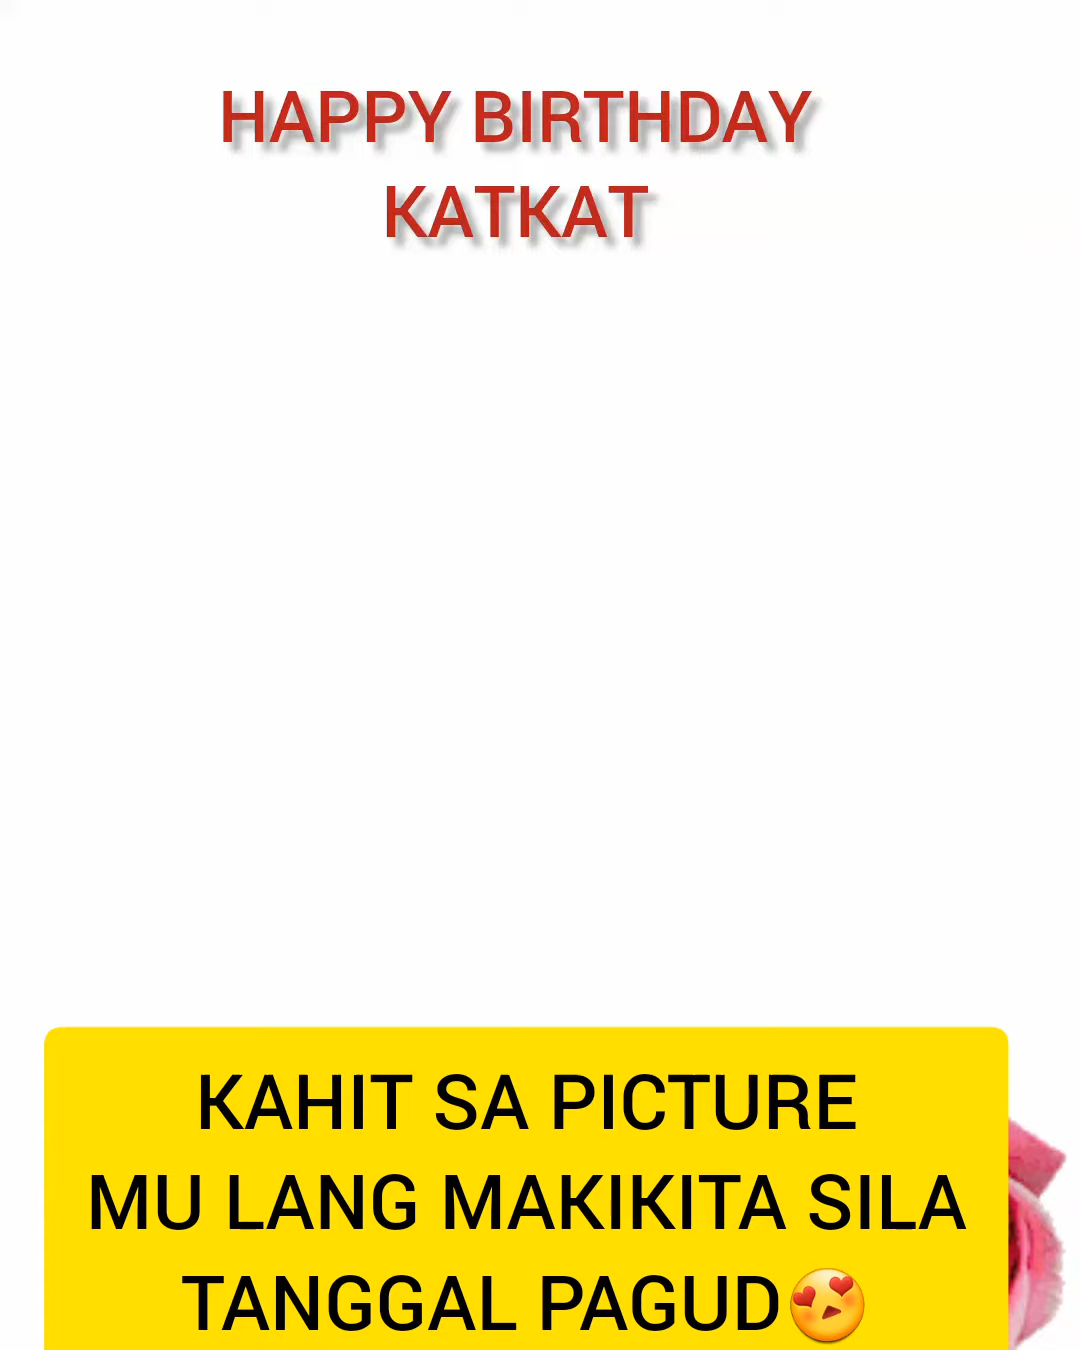 HAPPY BIRTHDAY
KATKAT
KAHIT SA PICTURE
MU LANG MAKIKITA SILA
TANGGAL PAGUD😍